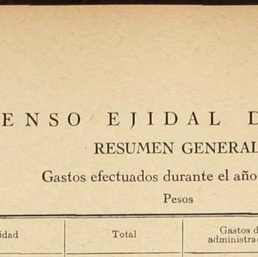 ENSO EJIDAL D
RESUMEN GENERAL
Gastos efectuados durante el año
Pesos
idad Total Gastos d
administra